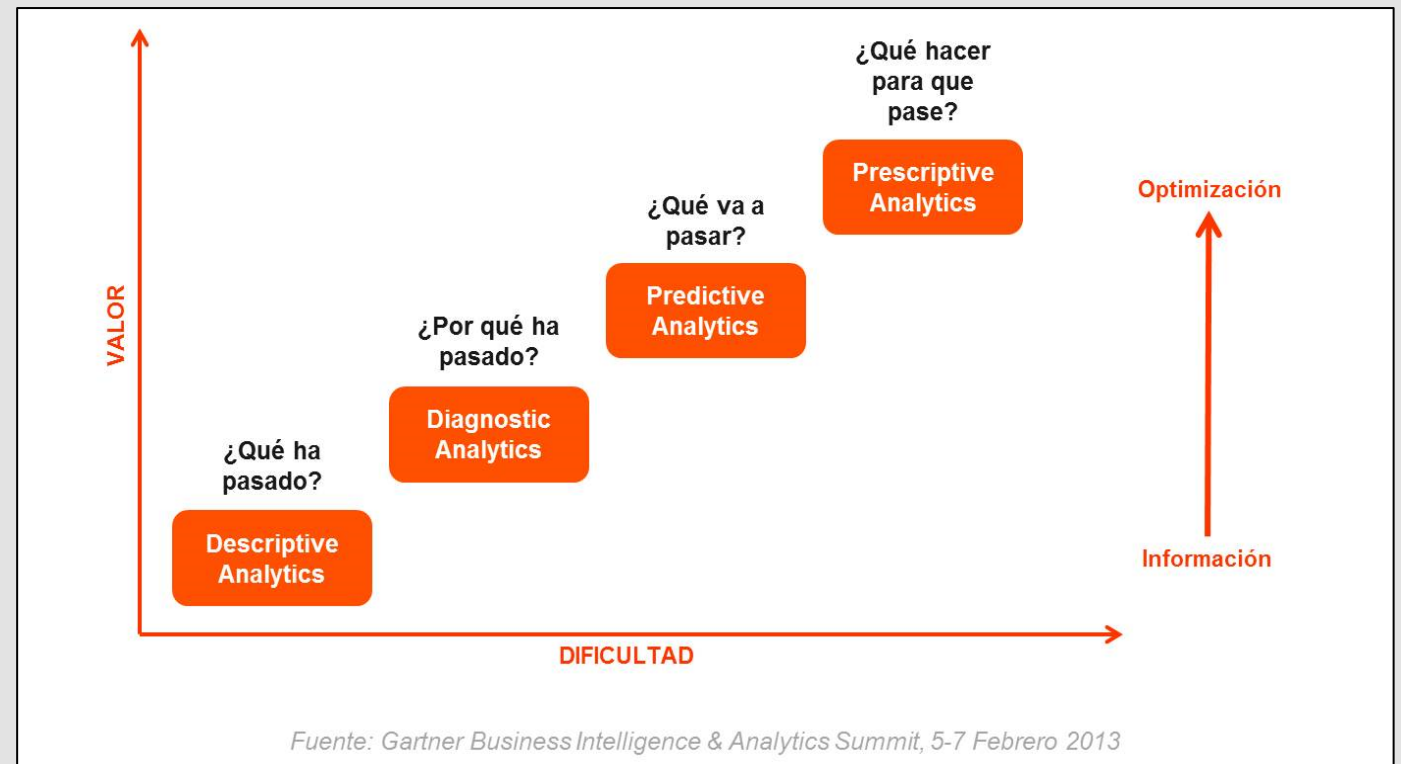 ¿Qué hacer
para que
pase?
Prescriptive
Analytics
Optimización
¿Qué va a
pasar?
Predictive
Analytics
VALOR
¿Por qué ha
pasado?
Diagnostic
Analytics
¿Qué ha
pasado?
Descriptive
Analytics
Información
DIFICULTAD
Fuente: Gartner Business Intelligence & Analytics Summit, 5-7 Febrero 2013